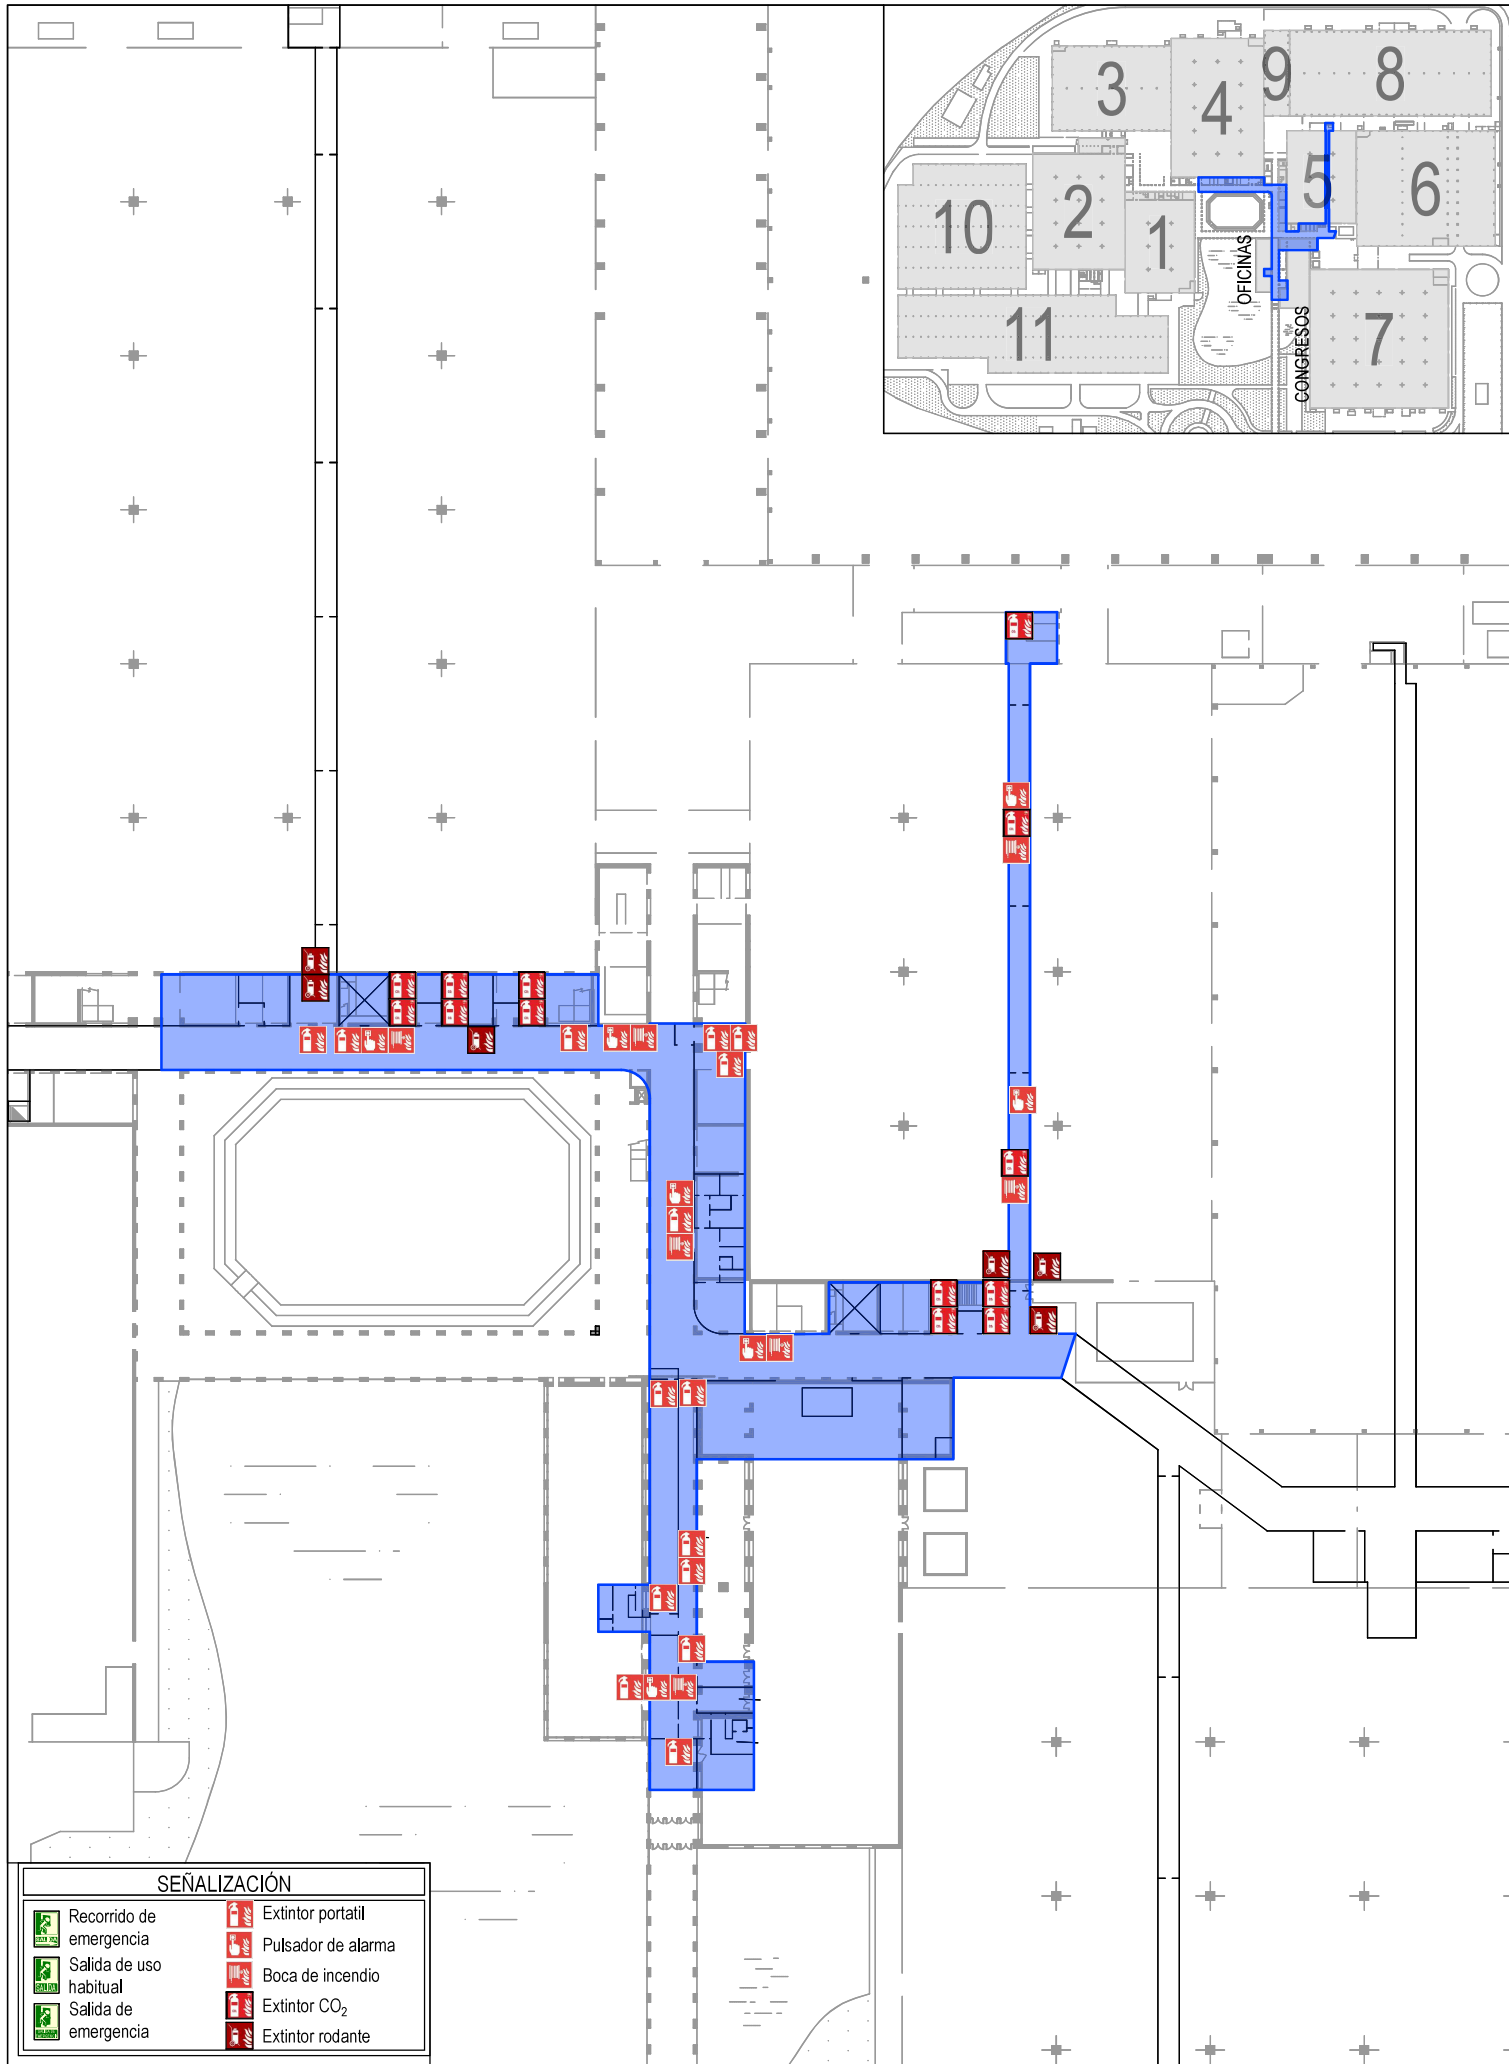 3
4
9
8
10
2
1
5
6
11
7
OFICINAS
CONGRESOS
SEÑALIZACIÓN
Recorrido de
emergencia
Salida de uso
habitual
SALIDA
Salida de
emergencia
Extintor portatil
Pulsador de alarma
Boca de incendio
Extintor CO₂
Extintor rodante